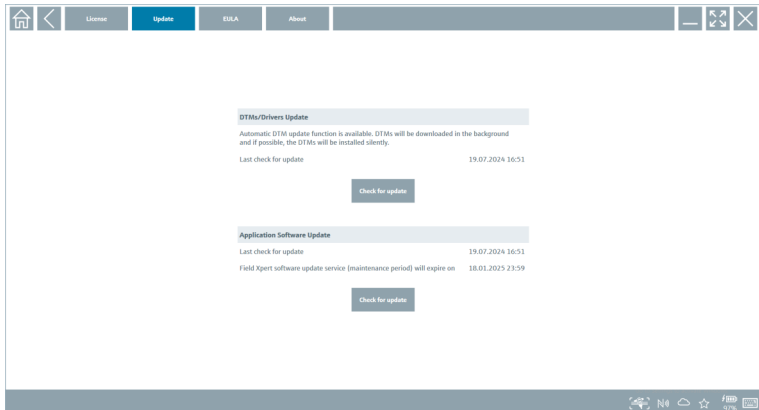 License Update EULA About
DTMs/Drivers Update
Automatic DTM update function is available. DTMs will be downloaded in the background
and if possible, the DTMs will be installed silently.
Last check for update 19.07.2024 16:51
Check for update
Application Software Update
Last check for update 19.07.2024 16:51
Field Xpert software update service (maintenance period) will expire on 18.01.2025 23:59
Check for update
97%